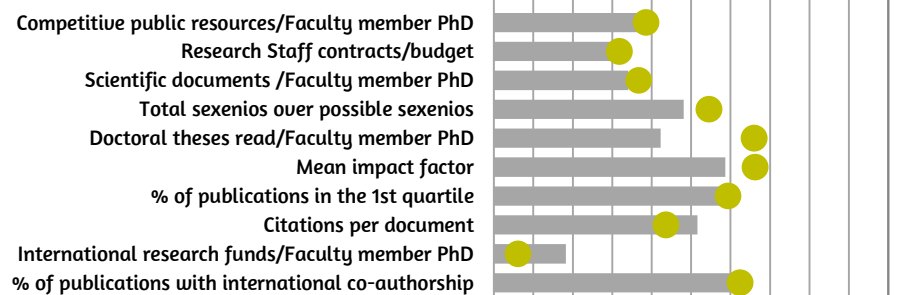 Competitive public resources/Faculty member PhD
Research Staff contracts/budget
Scientific documents /Faculty member PhD
Total sexenios over possible sexenios
Doctoral theses read/Faculty member PhD
Mean impact factor
% of publications in the 1st quartile
Citations per document
International research funds/Faculty member PhD
% of publications with international co-authorship